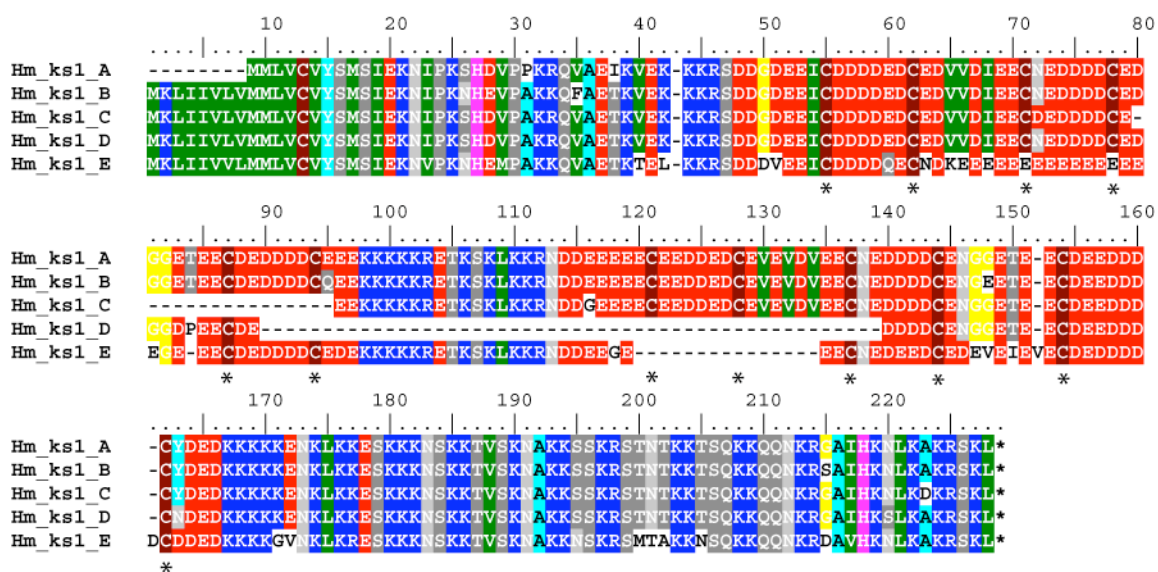 10 20 30 40 50 60 70 80
Hm_ks1_A --------MMLVCVYSMSIEKNIPKSHDVPPKRQVAEIKVEK-KKRSDDGDEEICDDDDEDCEDVVDIEECNEDDDDCED
Hm_ks1_B MKLIIVLVMMLVCVYSMSIEKNIPKNHEVPAKKQFAETKVEK-KKRSDDGDEEICDDDDEDCEDVVDIEECNEDDDDCED
Hm_ks1_C MKLIIVLVMMLVCVYSMSIEKNIPKSHDVPAKRQVAETKVEK-KKRSDDGDEEICDDDDEDCEDVVDIEECDEDDDDCE-
Hm_ks1_D MKLIIVLVMMLVCVYSMSIEKNIPKSHDVPAKRQVAETKVEK-KKRSDDGDEEICDDDDEDCEDVVDIEECNEDDDDCED
Hm_ks1_E MKLIIVLVMMLVCVYSMSIEKNVPKNHEMPAKKQVAETKTEL-KKRSDDDVEEICDDDDQECNDKEEEEEEEEEEEEEEE
* * * *
90 100 110 120 130 140 150 160
Hm_ks1_A GGETEECDEDDDDCEEEKKKKKRETKSKLKKRNDDEEEEECEEDDEDCEVEVDVEECNEDDDDCENGGETE-ECDEEDDD
Hm_ks1_B GGETEECDEDDDDCQEEKKKKKRETKSKLKKRNDDEEEEECEEDDEDCEVEVDVEECNEDDDDCENGEETE-ECDEEDDD
Hm_ks1_C ---------------EEKKKKKRETKSKLKKRNDDGEEEECEEDDEDCEVEVDVEECNEDDDDCENGGETE-ECDEEDDD
Hm_ks1_D GGDPEECDE--------------------------------------------------DDDDCENGGETE-ECDEEDDD
Hm_ks1_E EGE-EECDEDDDDCEDEKKKKKRETKSKLKKRNDDEEGE---------------EECNEDEEDCEDEVEIEVECDEEDDD
* * * * * * *
170 180 190 200 210 220
Hm_ks1_A -CYDEDKKKKKENKLKKESKKKNSKKTVSKNAKKSSKRSTNTKKTSQKKQQNKRGAIHKNLKAKRSKL*
Hm_ks1_B -CYDEDKKKKKENKLKKESKKKNSKKTVSKNAKKSSKRSTNTKKTSQKKQQNKRSAIHKNLKAKRSKL*
Hm_ks1_C -CYDEDKKKKKENKLKKESKKKNSKKTVSKNAKKSSKRSTNTKKTSQKKQQNKRGAIHKNLKDKRSKL*
Hm_ks1_D -CNDEDKKKKKENKLKKESKKKNSKKTVSKNAKKSSKRSTNTKKTSQKKQQNKRGAIHKSLKAKRSKL*
Hm_ks1_E DCDDEDKKKKGVNKLKRESKKKNSKKTVSKNAKKNSKRSMTAKKNSQKKQQNKRDAVHKNLKAKRSKL*
*